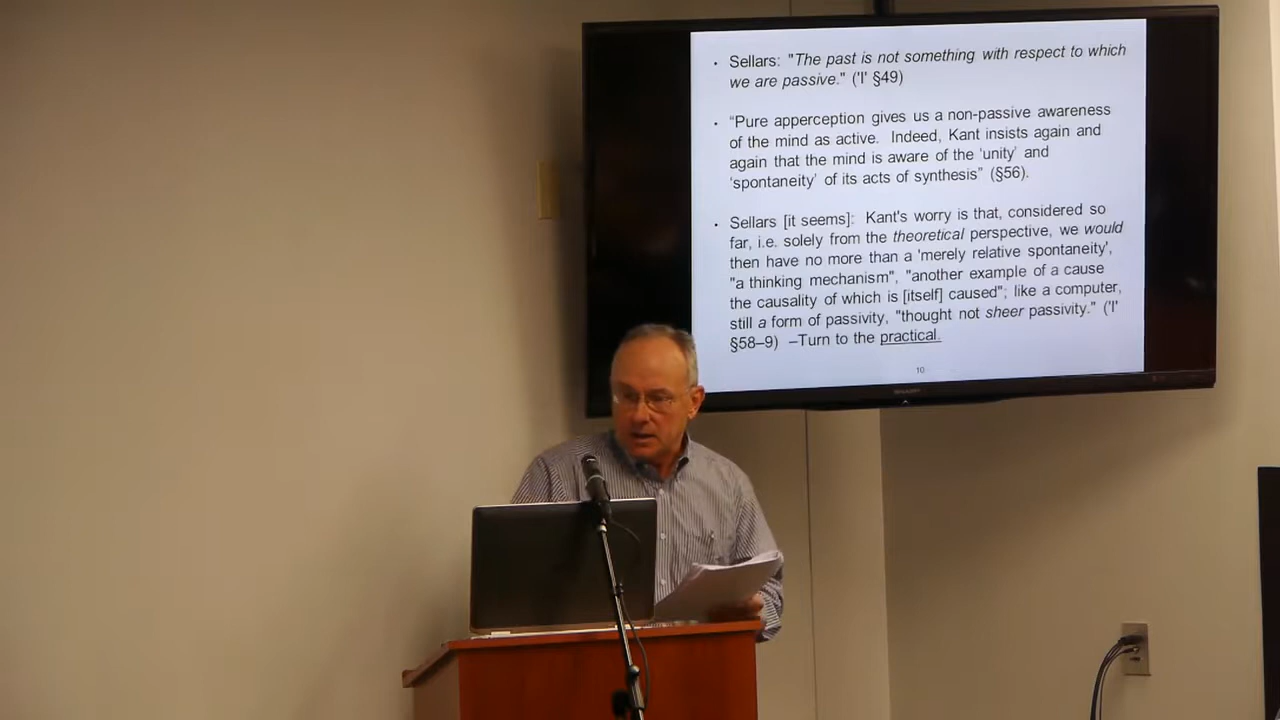 • Sellars: "The past is not something with respect to which
we are passive." ('I' §49)
• “Pure apperception gives us a non-passive awareness
of the mind as active. Indeed, Kant insists again and
again that the mind is aware of the ‘unity’ and
‘spontaneity’ of its acts of synthesis” (§56).
• Sellars [it seems]: Kant's worry is that, considered so
far, i.e. solely from the theoretical perspective, we would
then have no more than a 'merely relative spontaneity',
"a thinking mechanism", "another example of a cause
the causality of which is [itself] caused"; like a computer,
still a form of passivity, "thought not sheer passivity." ('I'
§58–9) –Turn to the practical.
10
SHARP